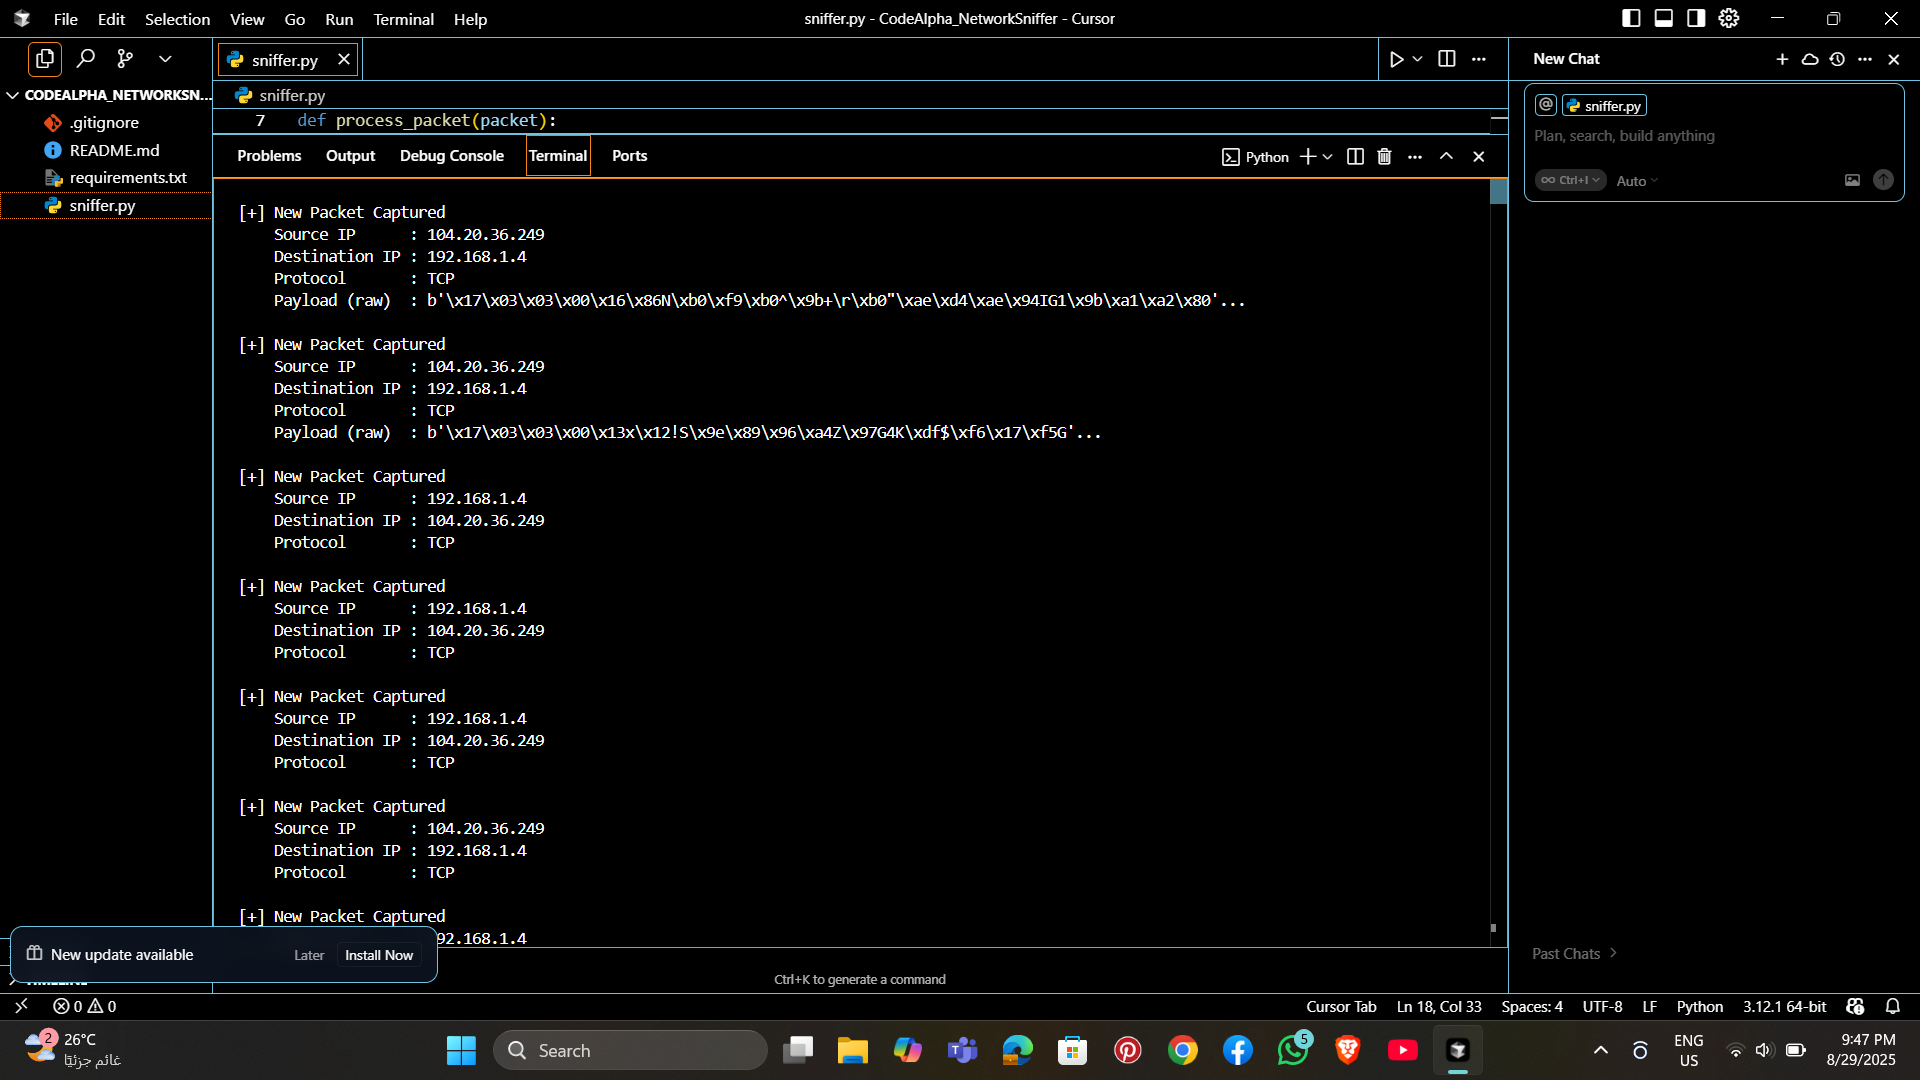 File Edit Selection View Go Run Terminal Help
sniffer.py - CodeAlpha_NetworkSniffer - Cursor
CODEALPHA_NETWORKSN...
.gitignore
README.md
requirements.txt
sniffer.py
sniffer.py
sniffer.py
7 def process_packet(packet):
Problems Output Debug Console Terminal Ports
Python
[+] New Packet Captured
Source IP : 104.20.36.249
Destination IP : 192.168.1.4
Protocol : TCP
Payload (raw) : b'\x17\x03\x03\x00\x16\x86N\xb0\xf9\xb0^\x9b+\r\xb0"\xae\xd4\xae\x94IG1\x9b\xa1\xa2\x80'...
[+] New Packet Captured
Source IP : 104.20.36.249
Destination IP : 192.168.1.4
Protocol : TCP
Payload (raw) : b'\x17\x03\x03\x00\x13x\x12!S\x9e\x89\x96\xa4Z\x97G4K\xdf$\xf6\x17\xf5G'...
[+] New Packet Captured
Source IP : 192.168.1.4
Destination IP : 104.20.36.249
Protocol : TCP
[+] New Packet Captured
Source IP : 192.168.1.4
Destination IP : 104.20.36.249
Protocol : TCP
[+] New Packet Captured
Source IP : 192.168.1.4
Destination IP : 104.20.36.249
Protocol : TCP
[+] New Packet Captured
Source IP : 104.20.36.249
Destination IP : 192.168.1.4
Protocol : TCP
[+] New Packet Captured
92.168.1.4
Ctrl+K to generate a command
New Chat
@ sniffer.py
Plan, search, build anything
∞ Ctrl+I Auto
Past Chats
New update available Later Install Now
0 0
Cursor Tab Ln 18, Col 33 Spaces: 4 UTF-8 LF Python 3.12.1 64-bit
2
26°C
غائم جزئيًا
Search
5
ENG
US
9:47 PM
8/29/2025